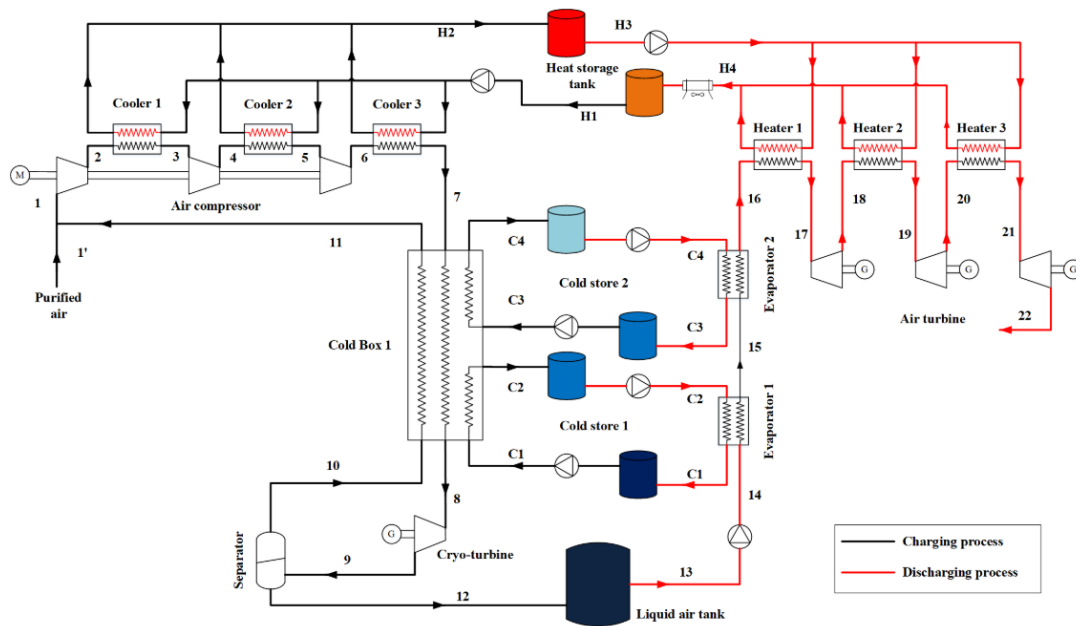 H2
H3
Heat storage
tank
H4
H1
Cooler 1
Cooler 2
Cooler 3
Heater 1
Heater 2
Heater 3
2
3
4
5
6
M
Air compressor
1
7
11
1'
Purified
air
16
17
18
19
20
21
G
G
G
22
Air turbine
C4
C4
Cold store 2
Evaporator 2
C3
C3
Cold Box 1
15
C2
C2
Cold store 1
Evaporator 1
C1
C1
10
8
14
G
Cryo-turbine
Separator
9
12
13
Liquid air tank
Charging process
Discharging process